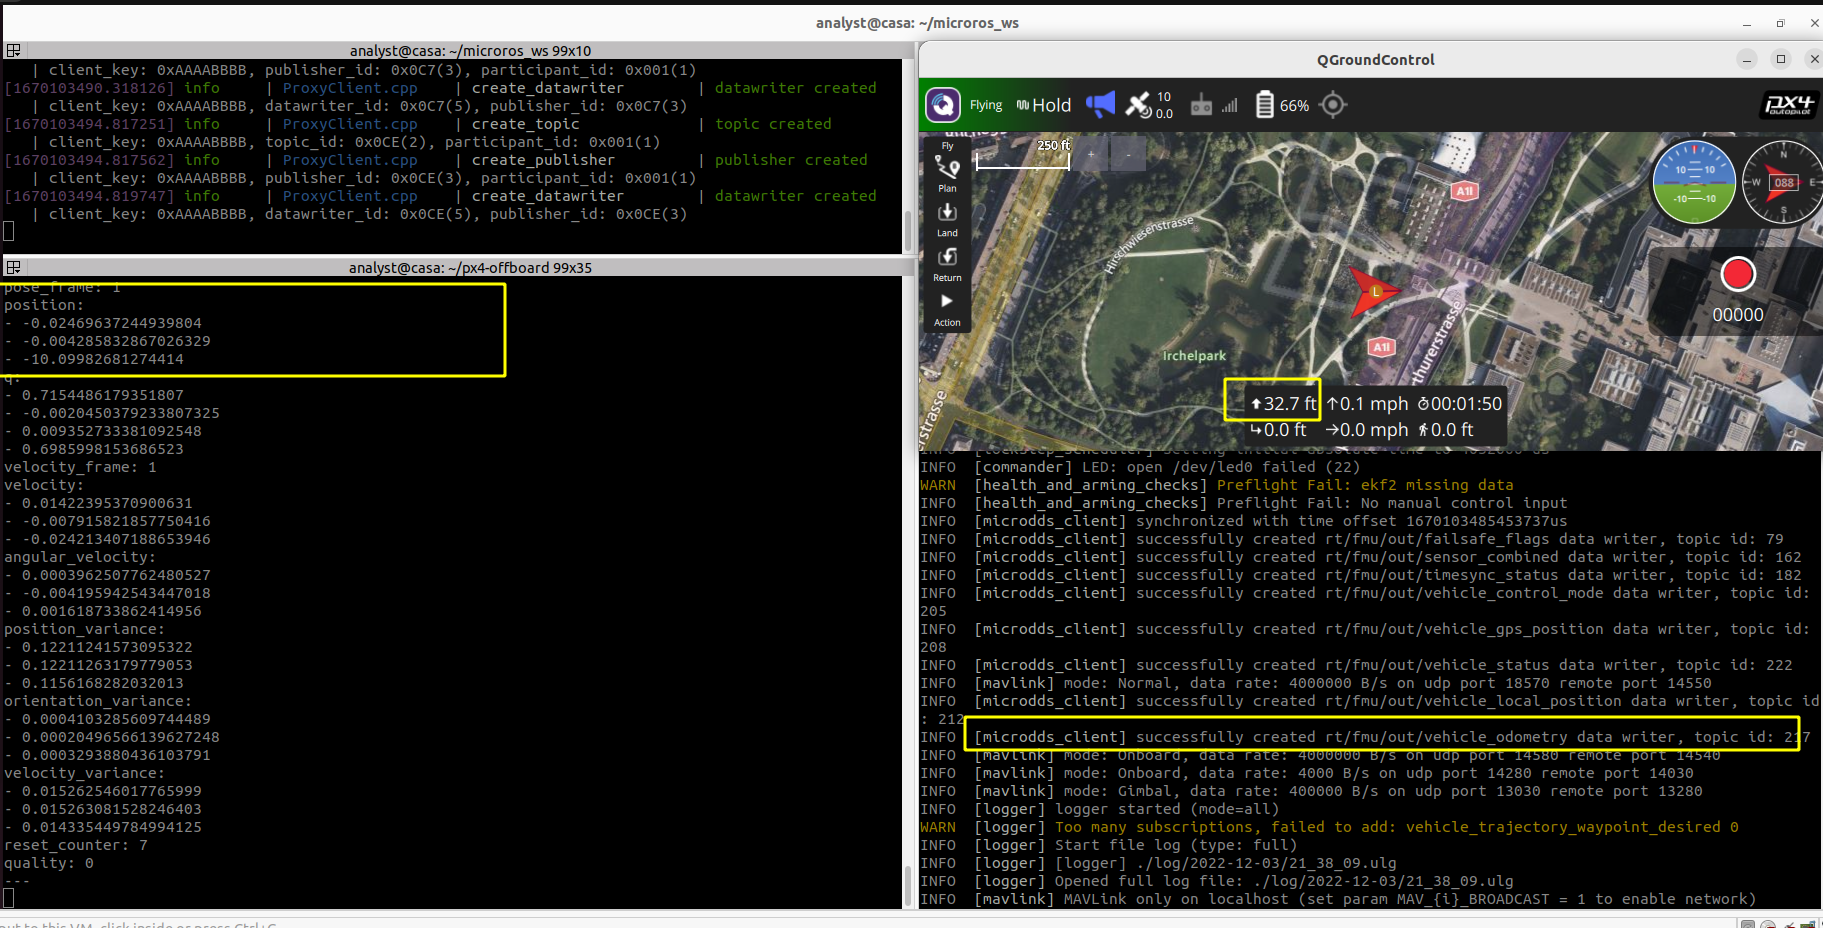 analyst@casa: ~/microros_ws
analyst@casa: ~/microros_ws 99x10
| client_key: 0xAAAABBBB, publisher_id: 0x0C7(3), participant_id: 0x001(1)
[1670103490.318126] info | ProxyClient.cpp | create_datawriter | datawriter created
| client_key: 0xAAAABBBB, datawriter_id: 0x0C7(5), publisher_id: 0x0C7(3)
[1670103494.817251] info | ProxyClient.cpp | create_topic | topic created
| client_key: 0xAAAABBBB, topic_id: 0x0CE(2), participant_id: 0x001(1)
[1670103494.817562] info | ProxyClient.cpp | create_publisher | publisher created
| client_key: 0xAAAABBBB, publisher_id: 0x0CE(3), participant_id: 0x001(1)
[1670103494.819747] info | ProxyClient.cpp | create_datawriter | datawriter created
| client_key: 0xAAAABBBB, datawriter_id: 0x0CE(5), publisher_id: 0x0CE(3)
analyst@casa: ~/px4-offboard 99x35
pose_frame: 1
position:
- -0.02469637244939804
- -0.004285832867026329
- -10.09982681274414
q:
- 0.7154486179351807
- -0.0020450379233807325
- 0.009352733381092548
- 0.6985998153686523
velocity_frame: 1
velocity:
- 0.01422395370900631
- -0.007915821857750416
- -0.024213407188653946
angular_velocity:
- 0.0003962507762480527
- -0.004195942543447018
- 0.001618733862414956
position_variance:
- 0.12211241573095322
- 0.12211263179779053
- 0.1156168282032013
orientation_variance:
- 0.0004103285609744489
- 0.00020496566139627248
- 0.0003293880436103791
velocity_variance:
- 0.015262546017765999
- 0.015263081528246403
- 0.014335449784994125
reset_counter: 7
quality: 0
---
QGroundControl
Flying
Hold
10
0.0
66%
px4
autopilot
Fly
Plan
Land
Return
Action
250 ft
+
-
Hirschwiesenstrasse
Irchelpark
A1I
A1I
10 10
-10 -10
N
W 088 E
S
00000
32.7 ft ↑0.1 mph 00:01:50
0.0 ft →0.0 mph 0.0 ft
INFO [commander] LED: open /dev/led0 failed (22)
WARN [health_and_arming_checks] Preflight Fail: ekf2 missing data
INFO [health_and_arming_checks] Preflight Fail: No manual control input
INFO [microdds_client] synchronized with time offset 1670103485453737us
INFO [microdds_client] successfully created rt/fmu/out/failsafe_flags data writer, topic id: 79
INFO [microdds_client] successfully created rt/fmu/out/sensor_combined data writer, topic id: 162
INFO [microdds_client] successfully created rt/fmu/out/timesync_status data writer, topic id: 182
INFO [microdds_client] successfully created rt/fmu/out/vehicle_control_mode data writer, topic id:
205
INFO [microdds_client] successfully created rt/fmu/out/vehicle_gps_position data writer, topic id:
208
INFO [microdds_client] successfully created rt/fmu/out/vehicle_status data writer, topic id: 222
INFO [mavlink] mode: Normal, data rate: 4000000 B/s on udp port 18570 remote port 14550
INFO [microdds_client] successfully created rt/fmu/out/vehicle_local_position data writer, topic id
: 212
INFO [microdds_client] successfully created rt/fmu/out/vehicle_odometry data writer, topic id: 217
INFO [mavlink] mode: Onboard, data rate: 4000000 B/s on udp port 14580 remote port 14540
INFO [mavlink] mode: Onboard, data rate: 4000 B/s on udp port 14280 remote port 14030
INFO [mavlink] mode: Gimbal, data rate: 400000 B/s on udp port 13030 remote port 13280
INFO [logger] logger started (mode=all)
WARN [logger] Too many subscriptions, failed to add: vehicle_trajectory_waypoint_desired 0
INFO [logger] Start file log (type: full)
INFO [logger] [logger] ./log/2022-12-03/21_38_09.ulg
INFO [logger] Opened full log file: ./log/2022-12-03/21_38_09.ulg
INFO [mavlink] MAVLink only on localhost (set param MAV_{i}_BROADCAST = 1 to enable network)